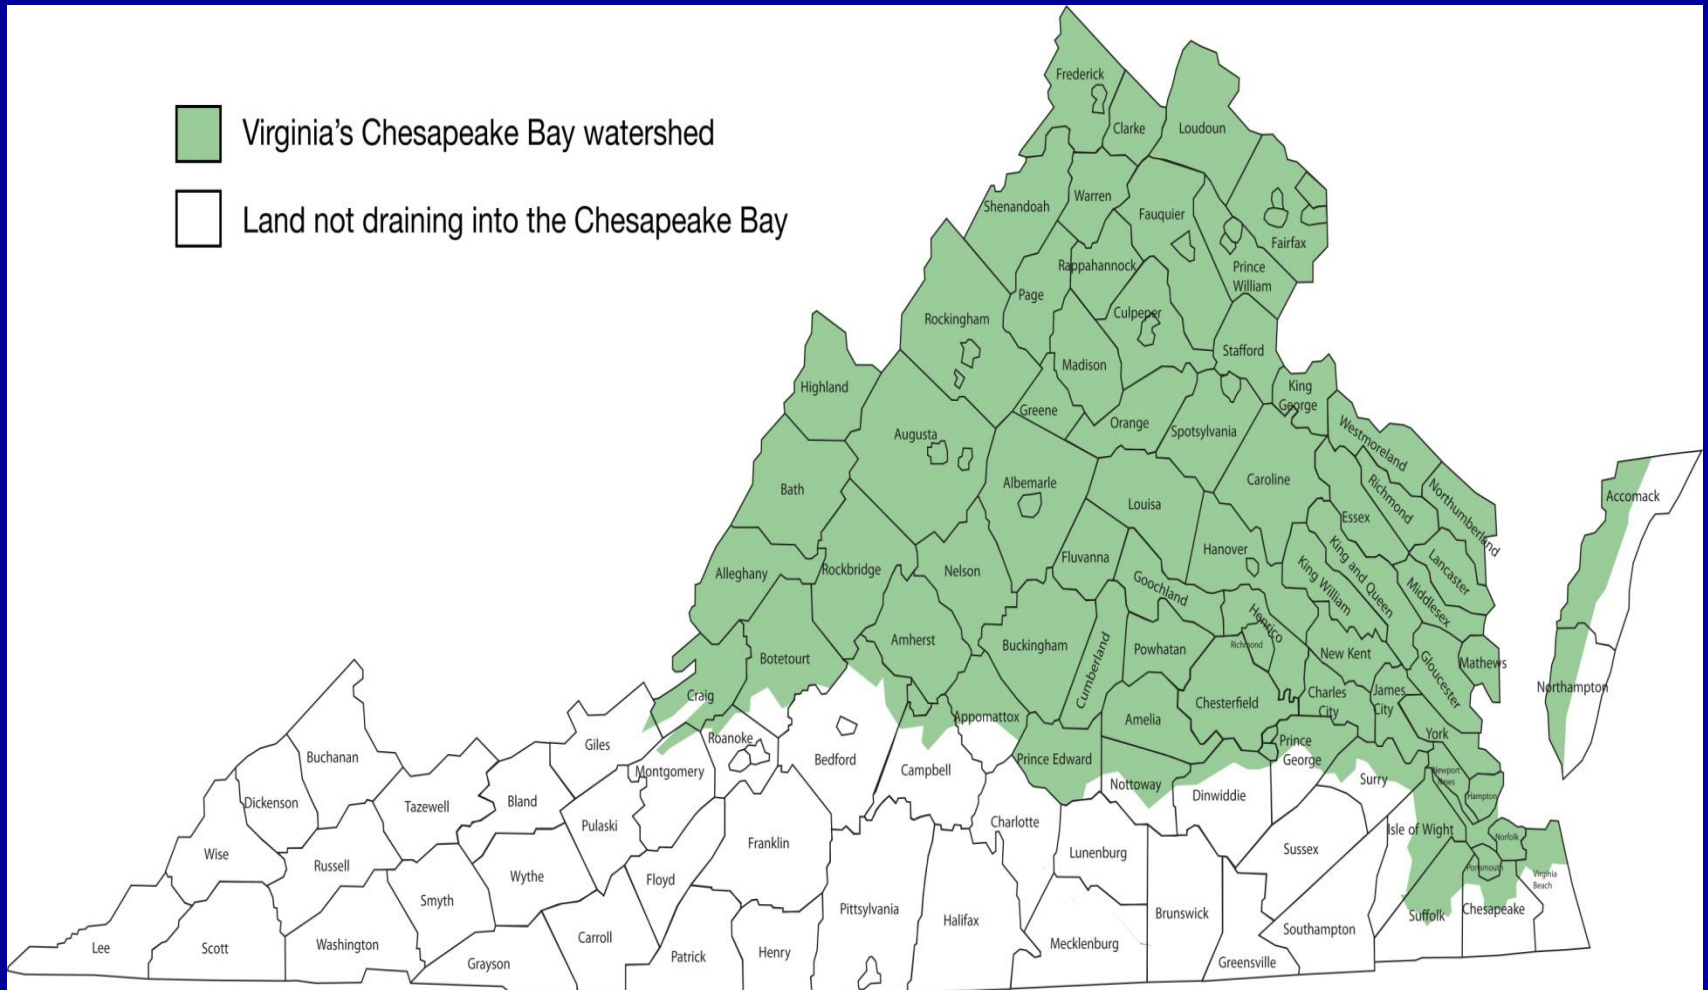 Virginia's Chesapeake Bay watershed
Land not draining into the Chesapeake Bay
Frederick
Clarke
Loudoun
Shenandoah
Warren
Fauquier
Fairfax
Rappahannock
Prince
William
Page
Rockingham
Culpeper
Stafford
Madison
Highland
King
George
Greene
Orange
Spotsylvania
Westmoreland
Augusta
Bath
Albemarle
Louisa
Caroline
Richmond
Northumberland
Accomack
Essex
Hanover
Fluvanna
King and Queen
Lancaster
Alleghany
Rockbridge
Nelson
Goochland
King William
Middlesex
Henrico
Amherst
Buckingham
Cumberland
Powhatan
Richmond
New Kent
Gloucester
Mathews
Botetourt
Craig
Northampton
Appomattox
Amelia
Chesterfield
Charles
City
James
City
York
Roanoke
Giles
Buchanan
Bedford
Prince Edward
Prince
George
Montgomery
Campbell
Nottoway
Surry
Newport
News
Hampton
Dickenson
Tazewell
Bland
Dinwiddie
Pulaski
Charlotte
Isle of Wight
Norfolk
Franklin
Wise
Russell
Wythe
Floyd
Lunenburg
Sussex
Portsmouth
Virginia
Beach
Smyth
Pittsylvania
Halifax
Brunswick
Suffolk
Chesapeake
Lee
Scott
Washington
Carroll
Southampton
Grayson
Patrick
Henry
Mecklenburg
Greensville